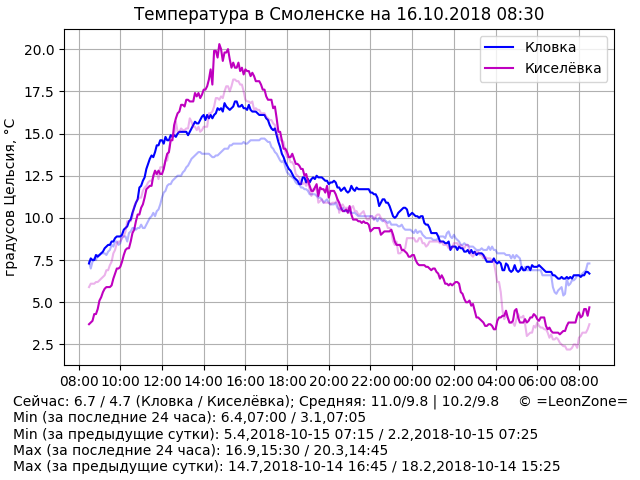 Температура в Смоленске на 16.10.2018 08:30
Кловка
Киселёвка
градусов Цельсия, °C
20.0
17.5
15.0
12.5
10.0
7.5
5.0
2.5
08:00 10:00 12:00 14:00 16:00 18:00 20:00 22:00 00:00 02:00 04:00 06:00 08:00
Сейчас: 6.7 / 4.7 (Кловка / Киселёвка); Средняя: 11.0/9.8 | 10.2/9.8 © =LeonZone=
Min (за последние 24 часа): 6.4,07:00 / 3.1,07:05
Min (за предыдущие сутки): 5.4,2018-10-15 07:15 / 2.2,2018-10-15 07:25
Max (за последние 24 часа): 16.9,15:30 / 20.3,14:45
Max (за предыдущие сутки): 14.7,2018-10-14 16:45 / 18.2,2018-10-14 15:25